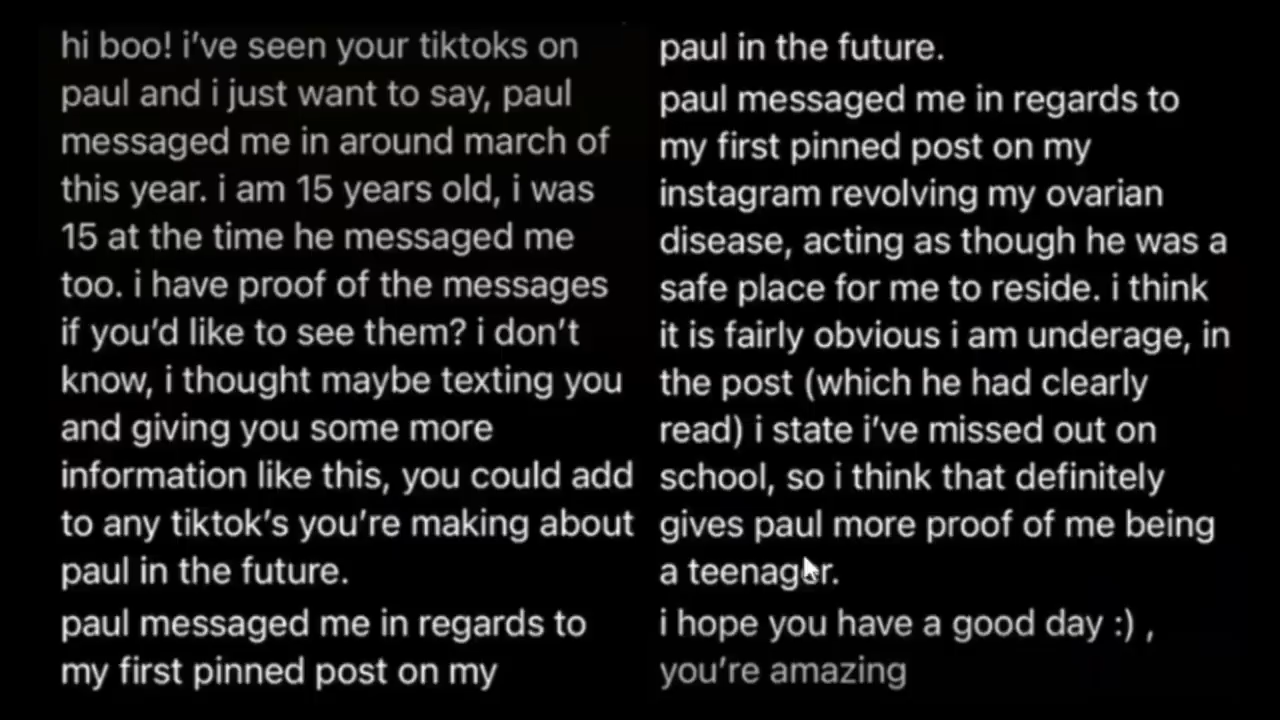 hi boo! i've seen your tiktoks on
paul and i just want to say, paul
messaged me in around march of
this year. i am 15 years old, i was
15 at the time he messaged me
too. i have proof of the messages
if you'd like to see them? i don't
know, i thought maybe texting you
and giving you some more
information like this, you could add
to any tiktok's you're making about
paul in the future.
paul messaged me in regards to
my first pinned post on my
paul in the future.
paul messaged me in regards to
my first pinned post on my
instagram revolving my ovarian
disease, acting as though he was a
safe place for me to reside. i think
it is fairly obvious i am underage, in
the post (which he had clearly
read) i state i've missed out on
school, so i think that definitely
gives paul more proof of me being
a teenager.
i hope you have a good day :) ,
you're amazing